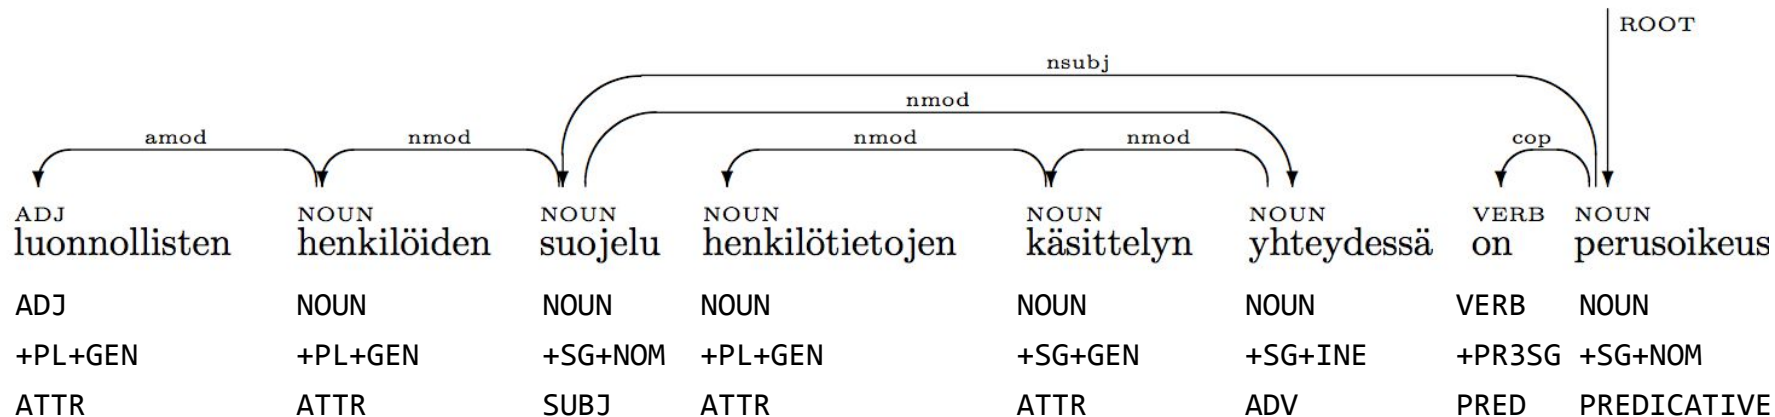 ROOT
nsubj
nmod
amod nmod nmod nmod cop
ADJ NOUN NOUN NOUN NOUN NOUN VERB NOUN
luonnollisten henkilöiden suojelu henkilötietojen käsittelyn yhteydessä on perusoikeus
ADJ NOUN NOUN NOUN NOUN NOUN VERB NOUN
+PL+GEN +PL+GEN +SG+NOM +PL+GEN +SG+GEN +SG+INE +PR3SG +SG+NOM
ATTR ATTR SUBJ ATTR ATTR ADV PRED PREDICATIVE